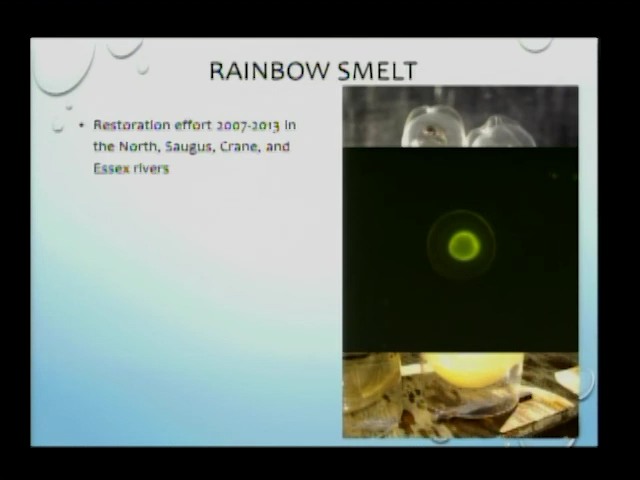 RAINBOW SMELT
• Restoration effort 2007-2013 in
the North, Saugus, Crane, and
Essex rivers